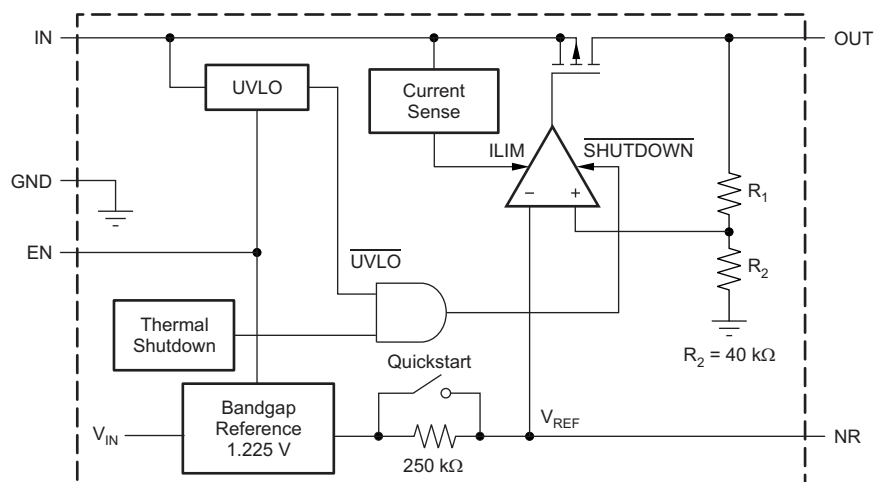 IN
OUT
UVLO
Current
Sense
ILIM
SHUTDOWN
GND
R1
EN
UVLO
R2
Thermal
Shutdown
R2 = 40 kΩ
Quickstart
Bandgap
Reference
1.225 V
VIN
VREF
NR
250 kΩ
− +